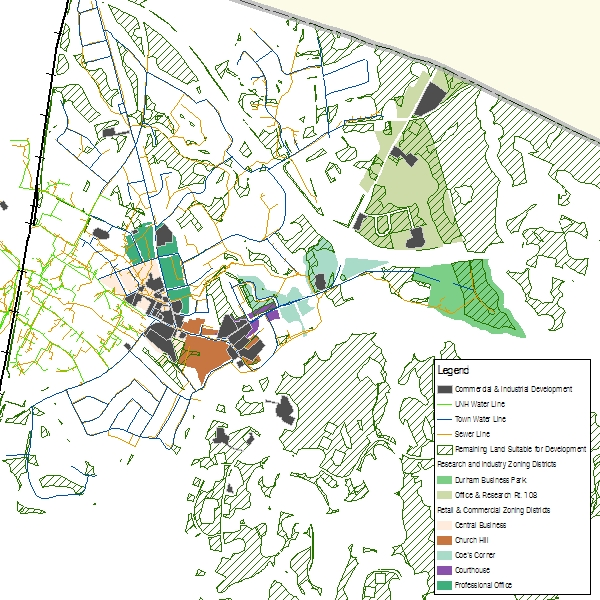 Legend
Commercial & Industrial Development
UNH Water Line
Town Water Line
Sewer Line
Remaining Land Suitable for Development
Research and Industry Zoning Districts
Durham Business Park
Office & Research Rt. 108
Retail & Commercial Zoning Districts
Central Business
Church Hill
Coe's Corner
Courthouse
Professional Office